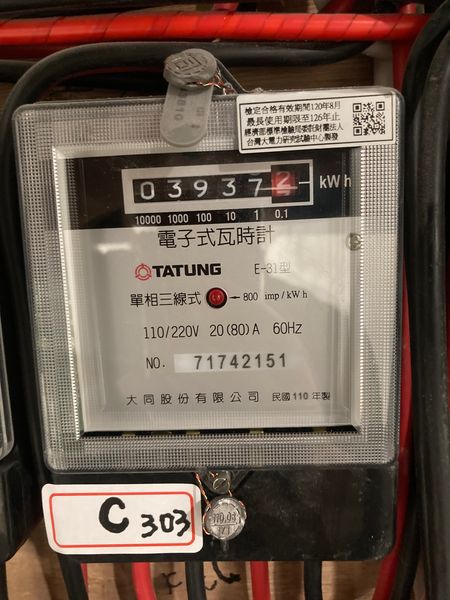 檢定合格有效期間120年8月
最長使用期限至126年止
經濟部標準檢驗局委託財團法人
台灣大電力研究試驗中心製發
039372 kWh
10000 1000 100 10 1 0.1
電子式瓦時計
TATUNG E-31型
單相三線式 800 imp/kWh
110/220V 20(80)A 60Hz
NO. 71742151
大同股份有限公司 民國110年製
C303